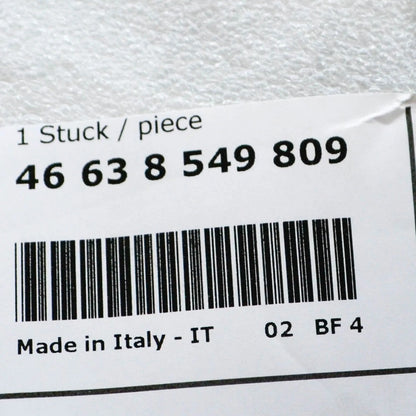 1 Stuck / piece
46 63 8 549 809
Made in Italy - IT 02 BF 4